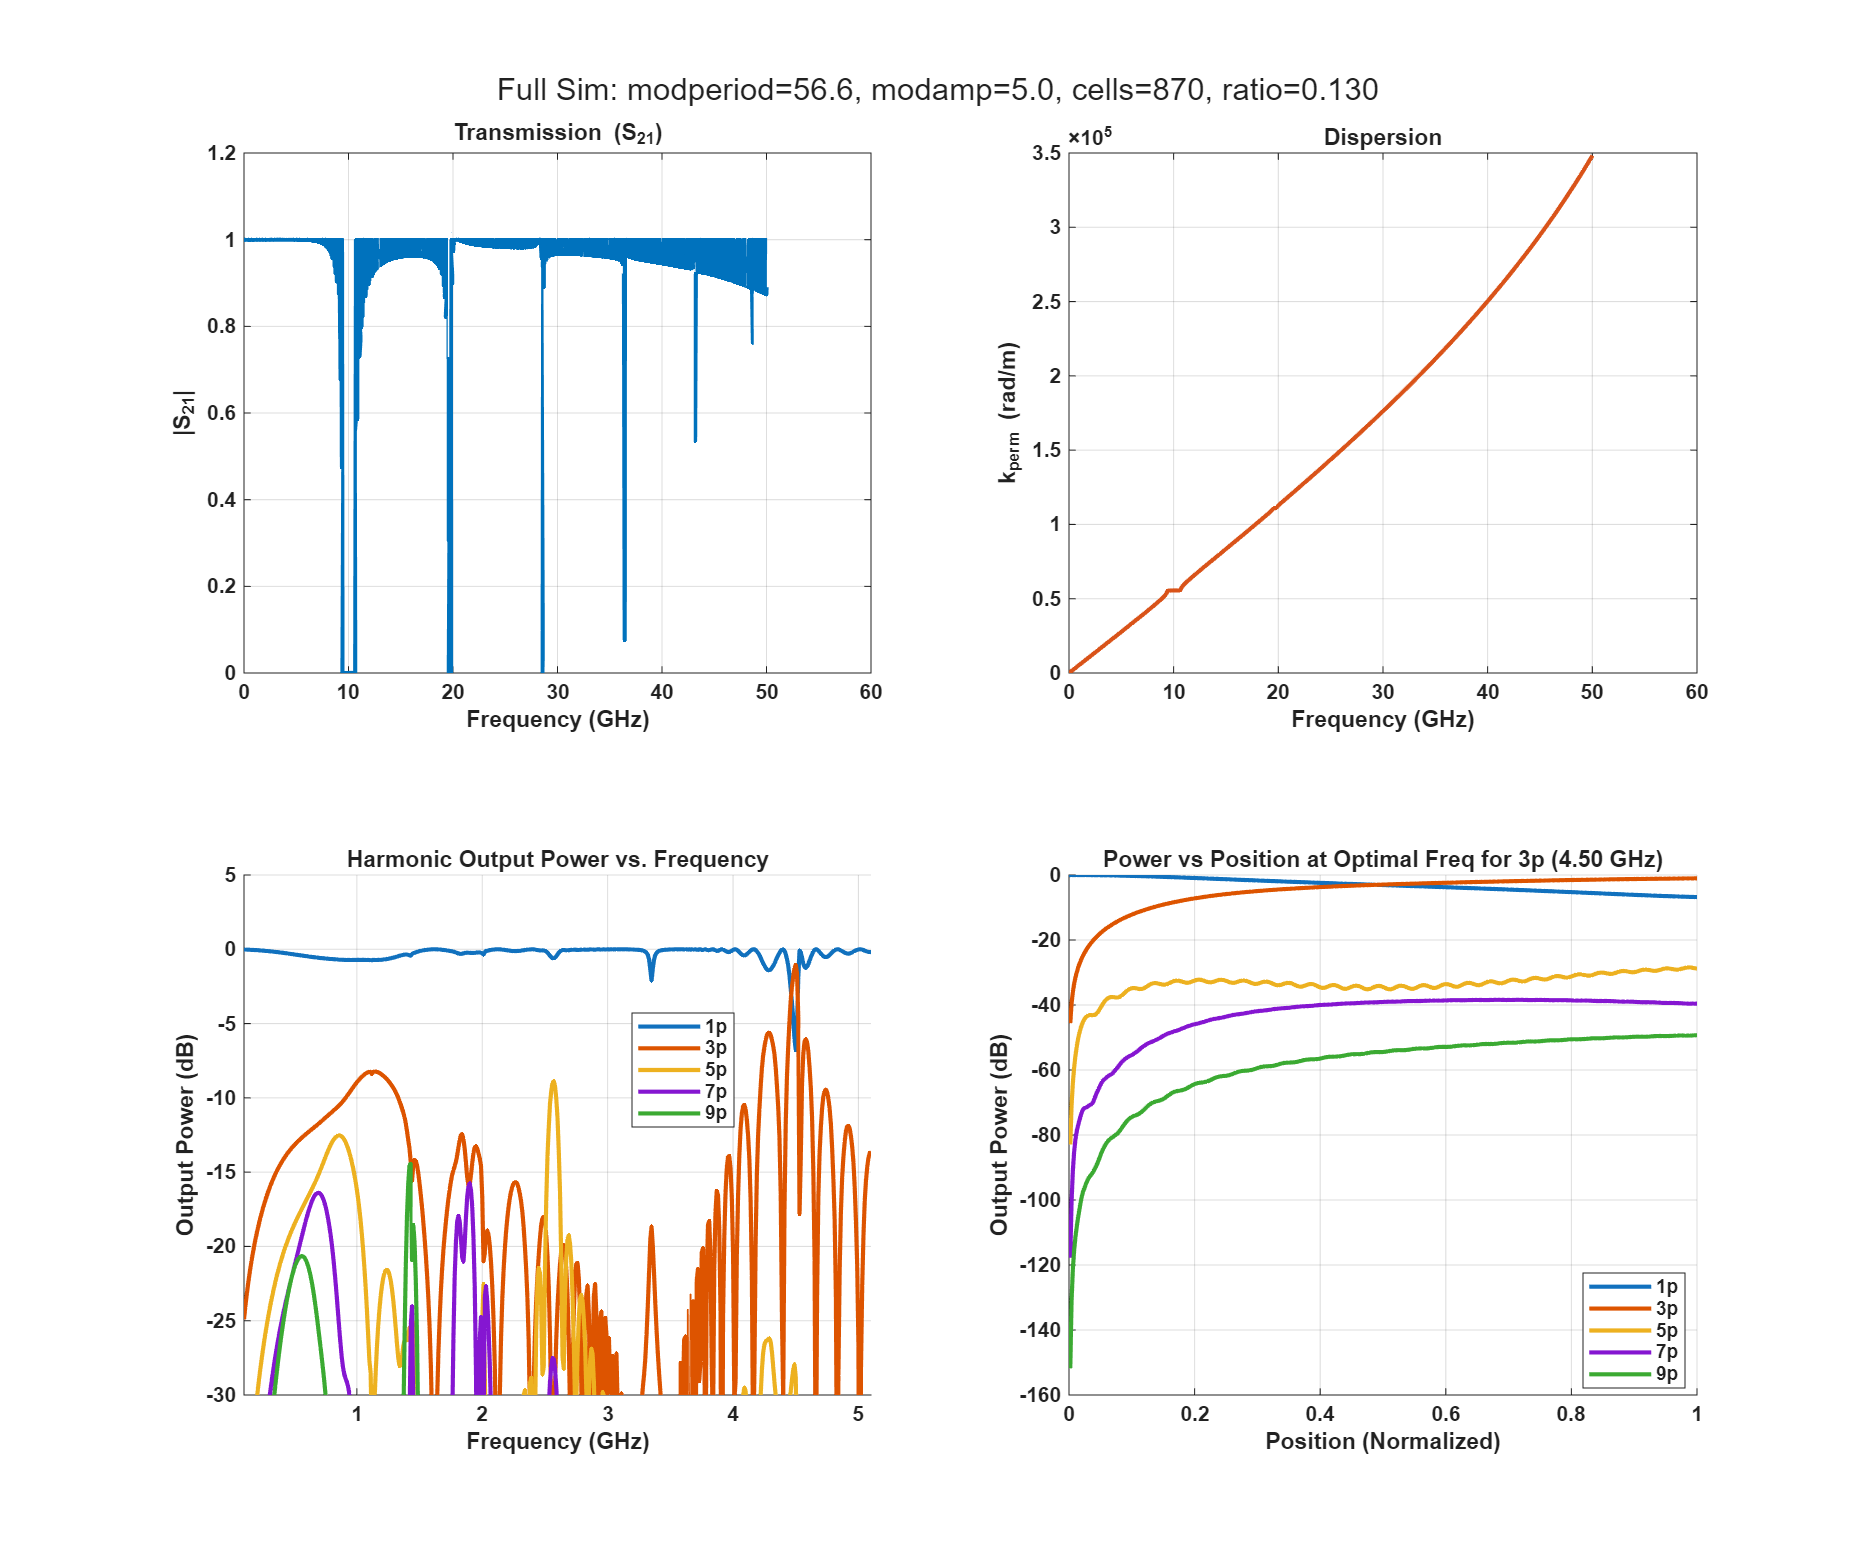 Full Sim: modperiod=56.6, modamp=5.0, cells=870, ratio=0.130
Transmission (S21)
1.2
1
0.8
0.6
0.4
0.2
0
|S21|
0 10 20 30 40 50 60
Frequency (GHz)
×10^5
Dispersion
3.5
3
2.5
2
1.5
1
0.5
0
kperm (rad/m)
0 10 20 30 40 50 60
Frequency (GHz)
Harmonic Output Power vs. Frequency
5
0
-5
-10
-15
-20
-25
-30
Output Power (dB)
1p
3p
5p
7p
9p
1 2 3 4 5
Frequency (GHz)
Power vs Position at Optimal Freq for 3p (4.50 GHz)
0
-20
-40
-60
-80
-100
-120
-140
-160
Output Power (dB)
1p
3p
5p
7p
9p
0 0.2 0.4 0.6 0.8 1
Position (Normalized)